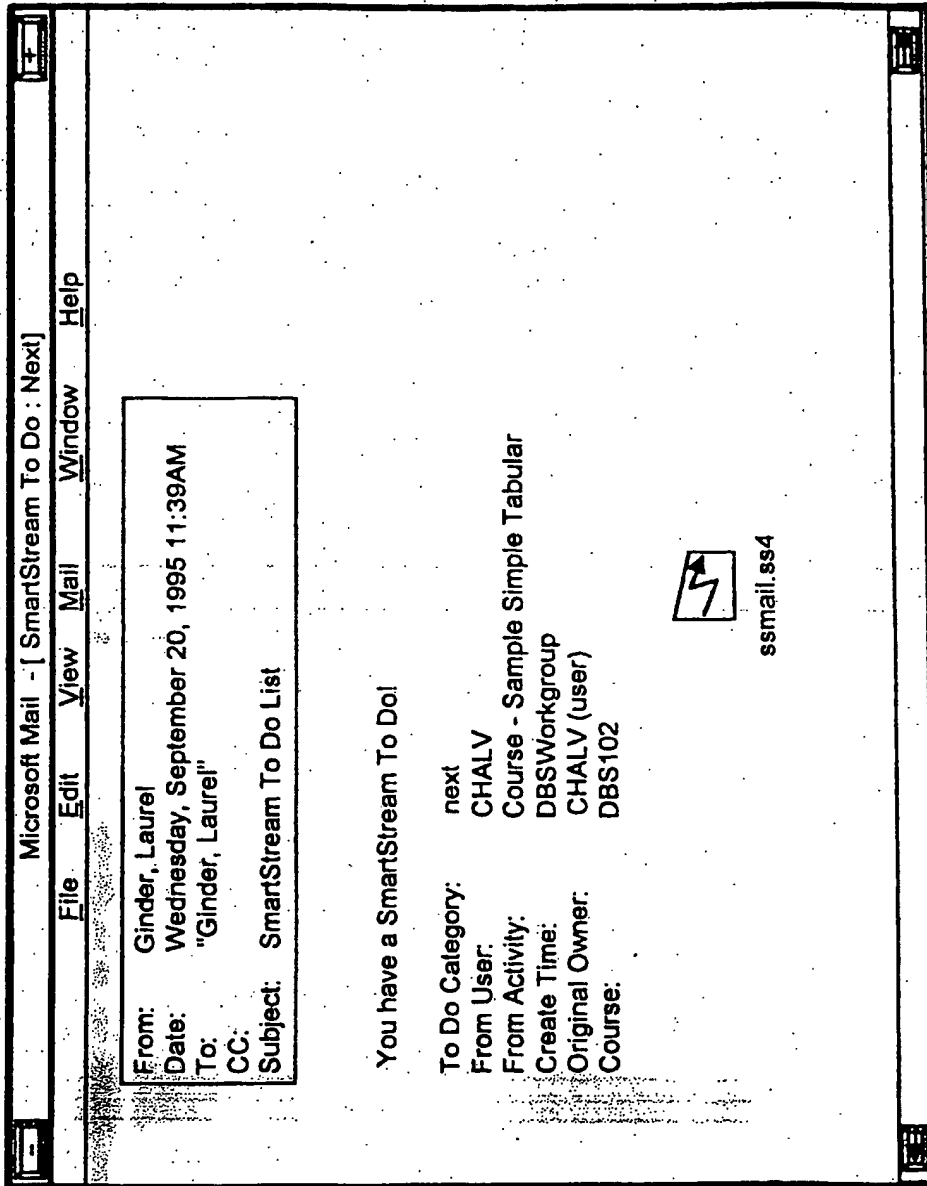 Microsoft Mail - [ SmartStream To Do : Next]
File Edit View Mail Window Help
From: Ginder, Laurel
Date: Wednesday, September 20, 1995 11:39AM
To: "Ginder, Laurel"
CC:
Subject: SmartStream To Do List
You have a SmartStream To Do!
To Do Category: next
From User: CHALV
From Activity: Course - Sample Simple Tabular
Create Time: DBSWorkgroup
Original Owner: CHALV (user)
Course: DBS102
ssmail.ss4